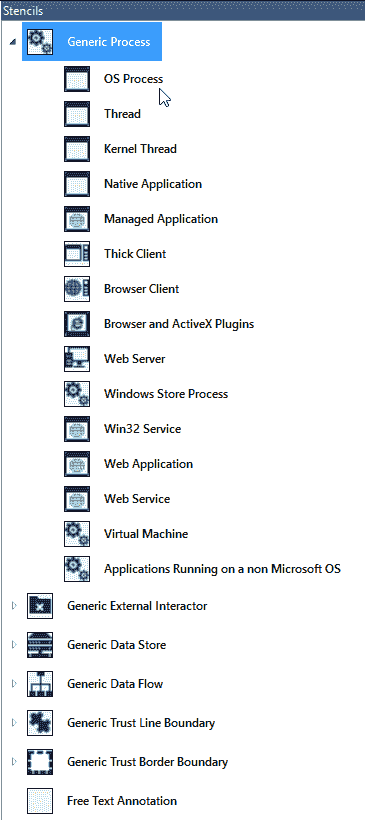 Stencils
Generic Process
OS Process
Thread
Kernel Thread
Native Application
Managed Application
Thick Client
Browser Client
Browser and ActiveX Plugins
Web Server
Windows Store Process
Win32 Service
Web Application
Web Service
Virtual Machine
Applications Running on a non Microsoft OS
Generic External Interactor
Generic Data Store
Generic Data Flow
Generic Trust Line Boundary
Generic Trust Border Boundary
Free Text Annotation